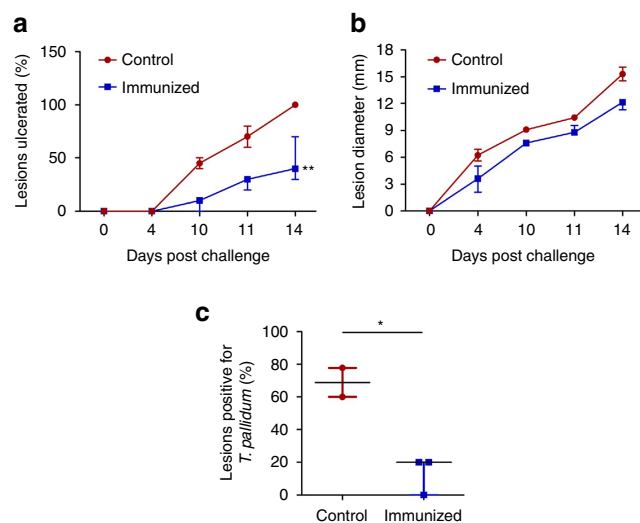 a
Lesions ulcerated (%)
150
100
50
0
Control
Immunized
**
0 4 10 11 14
Days post challenge
b
Lesion diameter (mm)
18
15
12
9
6
3
0
Control
Immunized
0 4 10 11 14
Days post challenge
c
Lesions positive for
T. pallidum (%)
100
80
60
40
20
0
*
Control Immunized